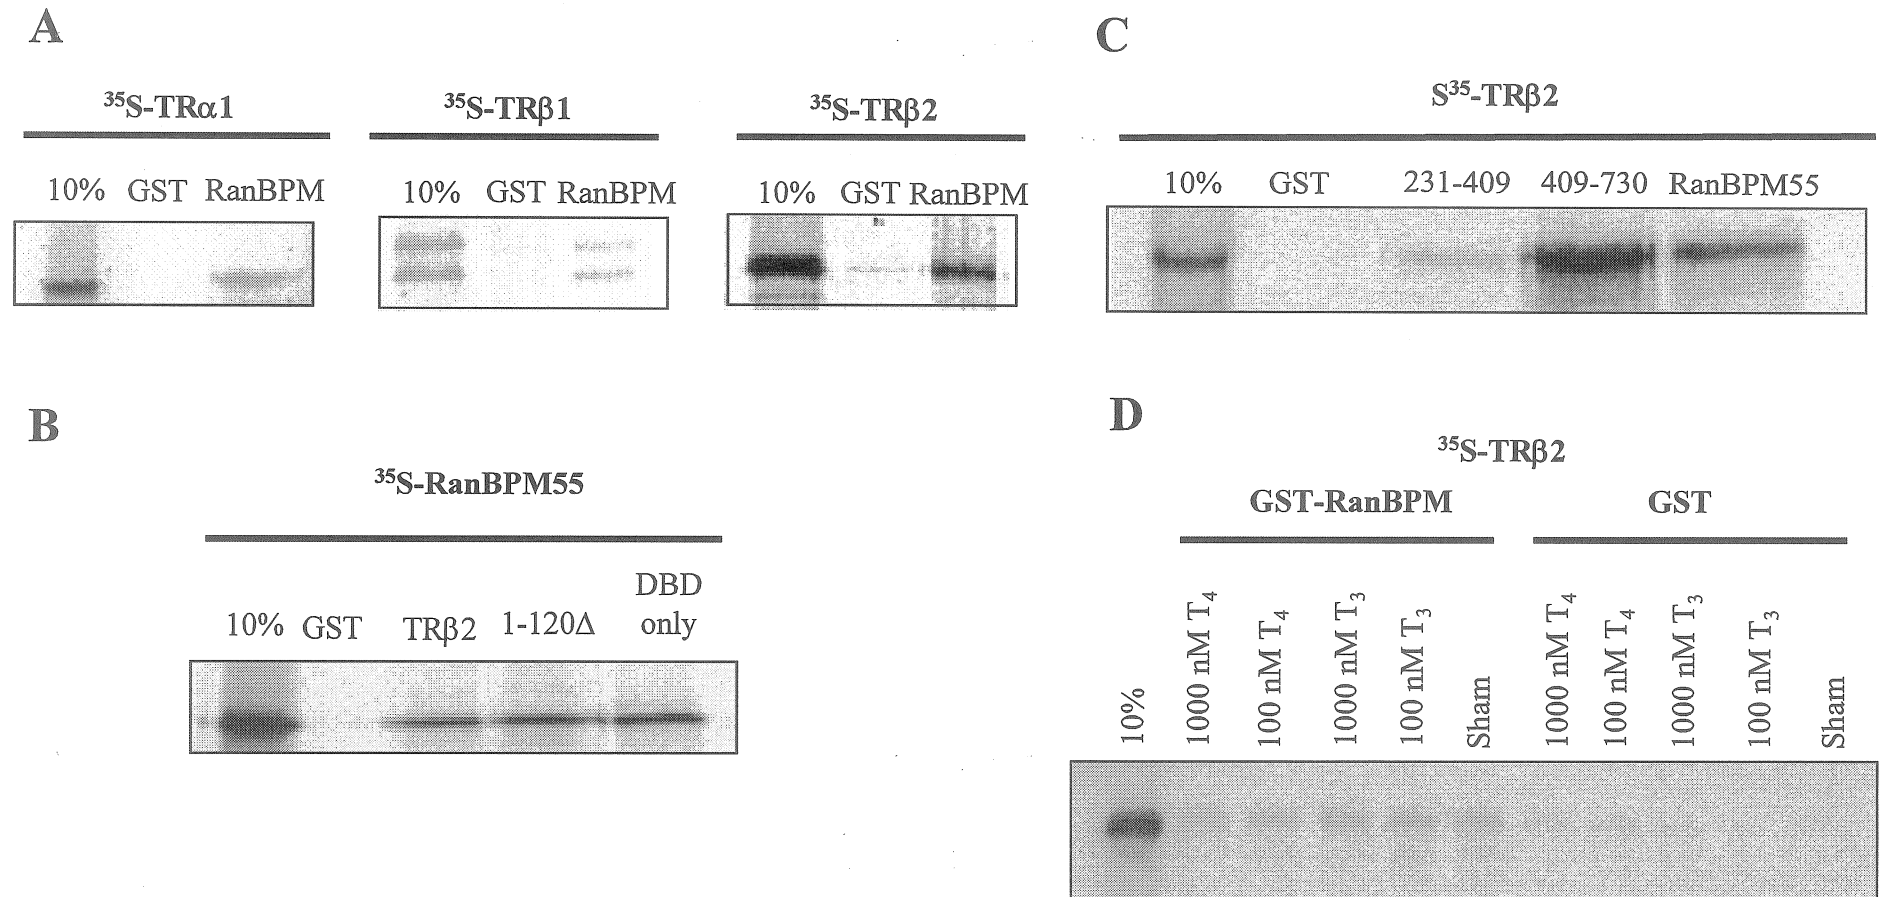 A
³⁵S-TRα1
³⁵S-TRβ1
³⁵S-TRβ2
10% GST RanBPM
10% GST RanBPM
10% GST RanBPM
B
³⁵S-RanBPM55
10% GST TRβ2 1-120Δ DBD only
C
S³⁵-TRβ2
10% GST 231-409 409-730 RanBPM55
D
³⁵S-TRβ2
GST-RanBPM
GST
10%
1000 nM T₄
100 nM T₄
1000 nM T₃
100 nM T₃
Sham
1000 nM T₄
100 nM T₄
1000 nM T₃
100 nM T₃
Sham